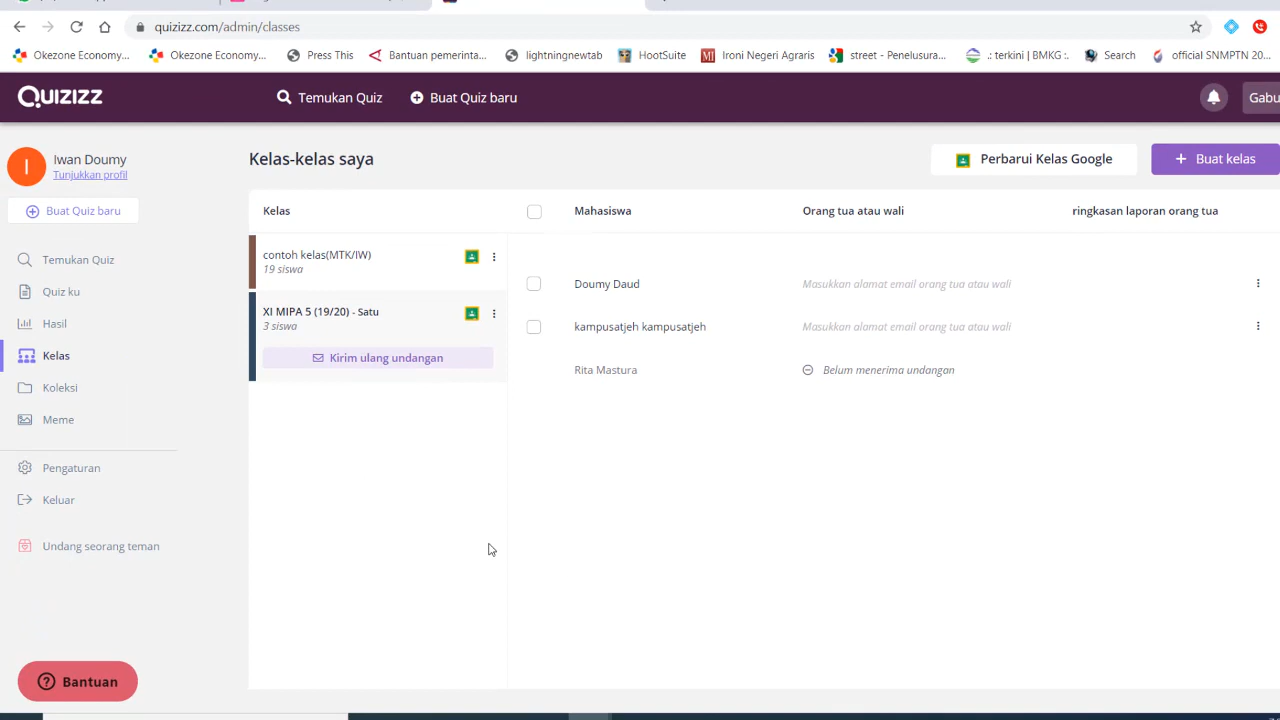 quizizz.com/admin/classes
Okezone Economy...
Okezone Economy...
Press This
Bantuan pemerinta...
lightningnewtab
HootSuite
Ironi Negeri Agraris
street - Penelusura...
.: terkini | BMKG :.
Search
official SNMPTN 20...
QUIZIZZ
Temukan Quiz
Buat Quiz baru
Gabu
I
Iwan Doumy
Tunjukkan profil
Buat Quiz baru
Temukan Quiz
Quiz ku
Hasil
Kelas
Koleksi
Meme
Pengaturan
Keluar
Undang seorang teman
Bantuan
Kelas-kelas saya
Perbarui Kelas Google
+ Buat kelas
Kelas
Mahasiswa
Orang tua atau wali
ringkasan laporan orang tua
contoh kelas(MTK/IW)
19 siswa
XI MIPA 5 (19/20) - Satu
3 siswa
Kirim ulang undangan
Doumy Daud
Masukkan alamat email orang tua atau wali
kampusatjeh kampusatjeh
Masukkan alamat email orang tua atau wali
Rita Mastura
Belum menerima undangan